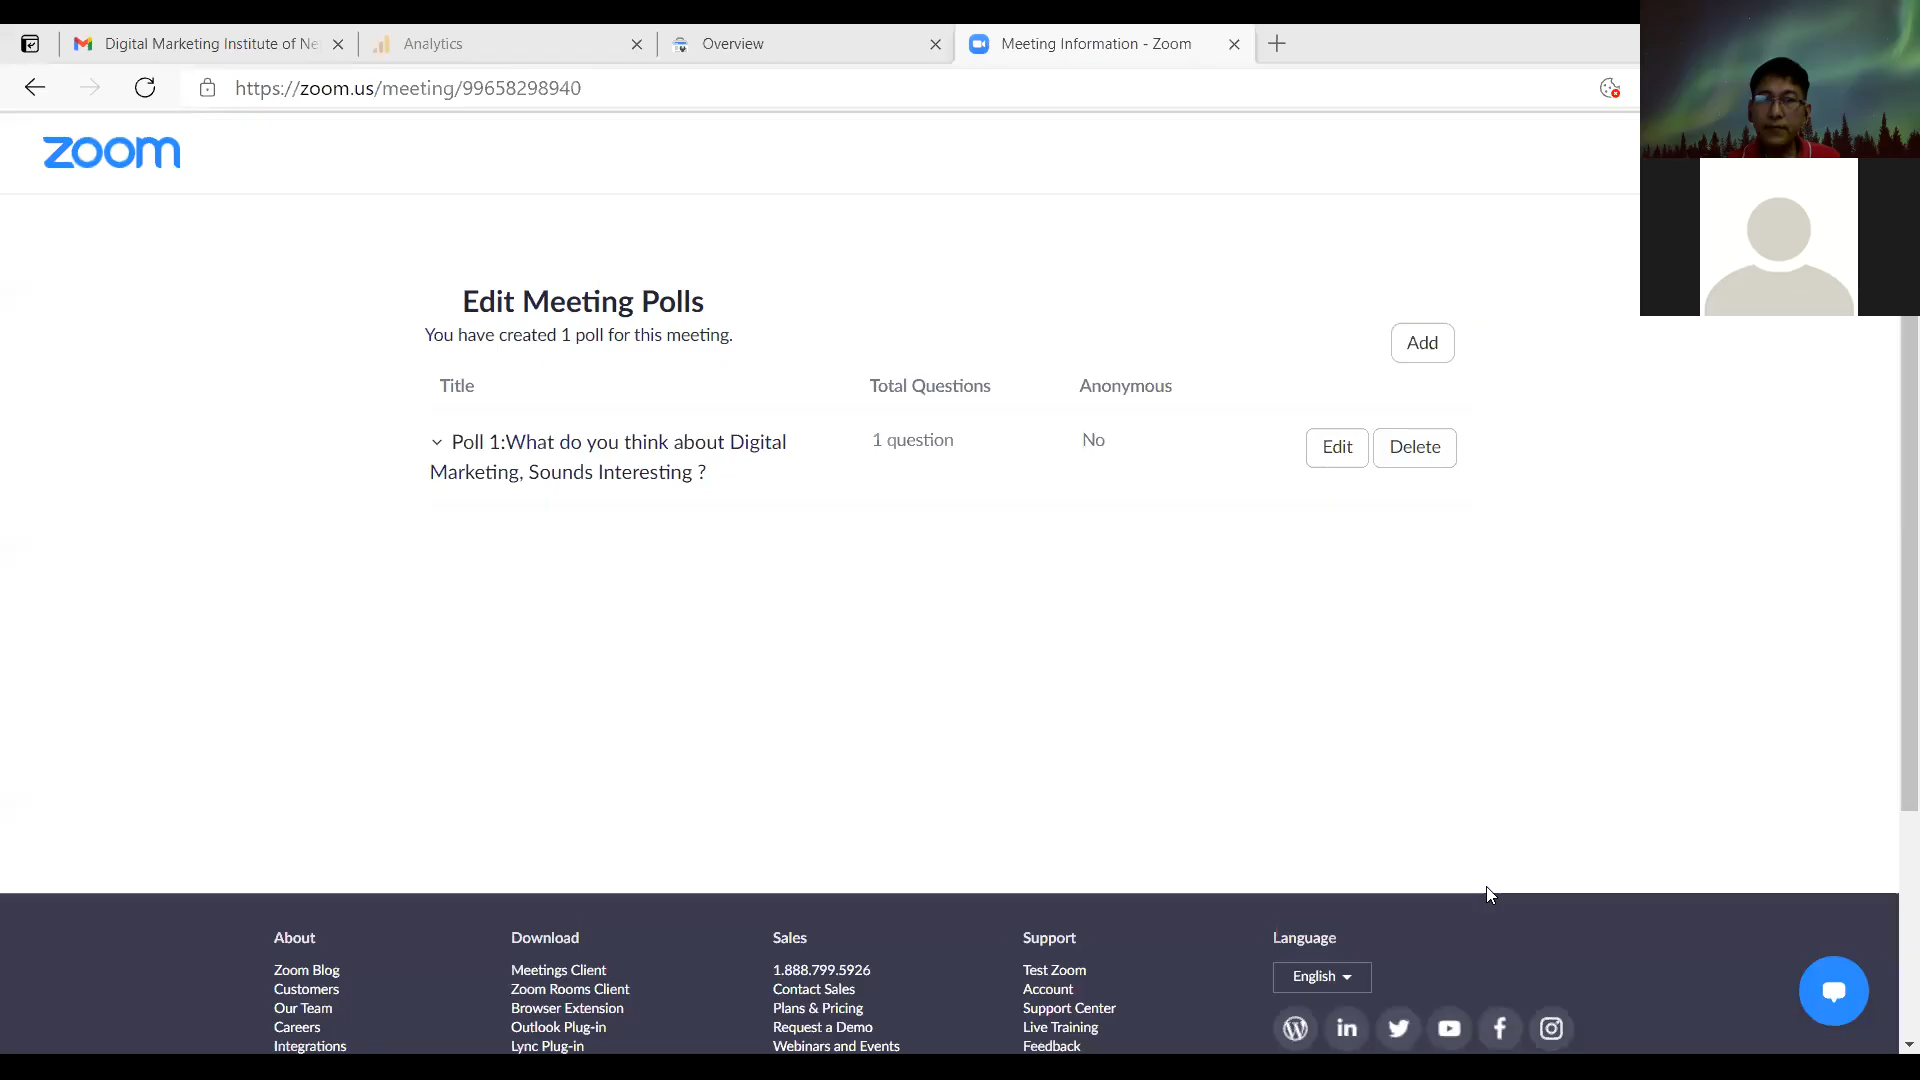 Digital Marketing Institute of Ne
Analytics
Overview
Meeting Information - Zoom
https://zoom.us/meeting/99658298940
zoom
Edit Meeting Polls
You have created 1 poll for this meeting.
Add
Title Total Questions Anonymous
Poll 1:What do you think about Digital
Marketing, Sounds Interesting ?
1 question
No
Edit
Delete
About
Zoom Blog
Customers
Our Team
Careers
Integrations
Download
Meetings Client
Zoom Rooms Client
Browser Extension
Outlook Plug-in
Lync Plug-in
Sales
1.888.799.5926
Contact Sales
Plans & Pricing
Request a Demo
Webinars and Events
Support
Test Zoom
Account
Support Center
Live Training
Feedback
Language
English